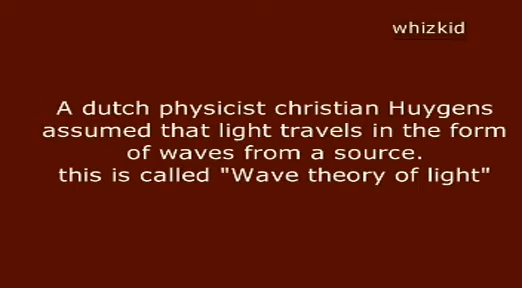 whizkid
A dutch physicist christian Huygens
assumed that light travels in the form
of waves from a source.
this is called "Wave theory of light"